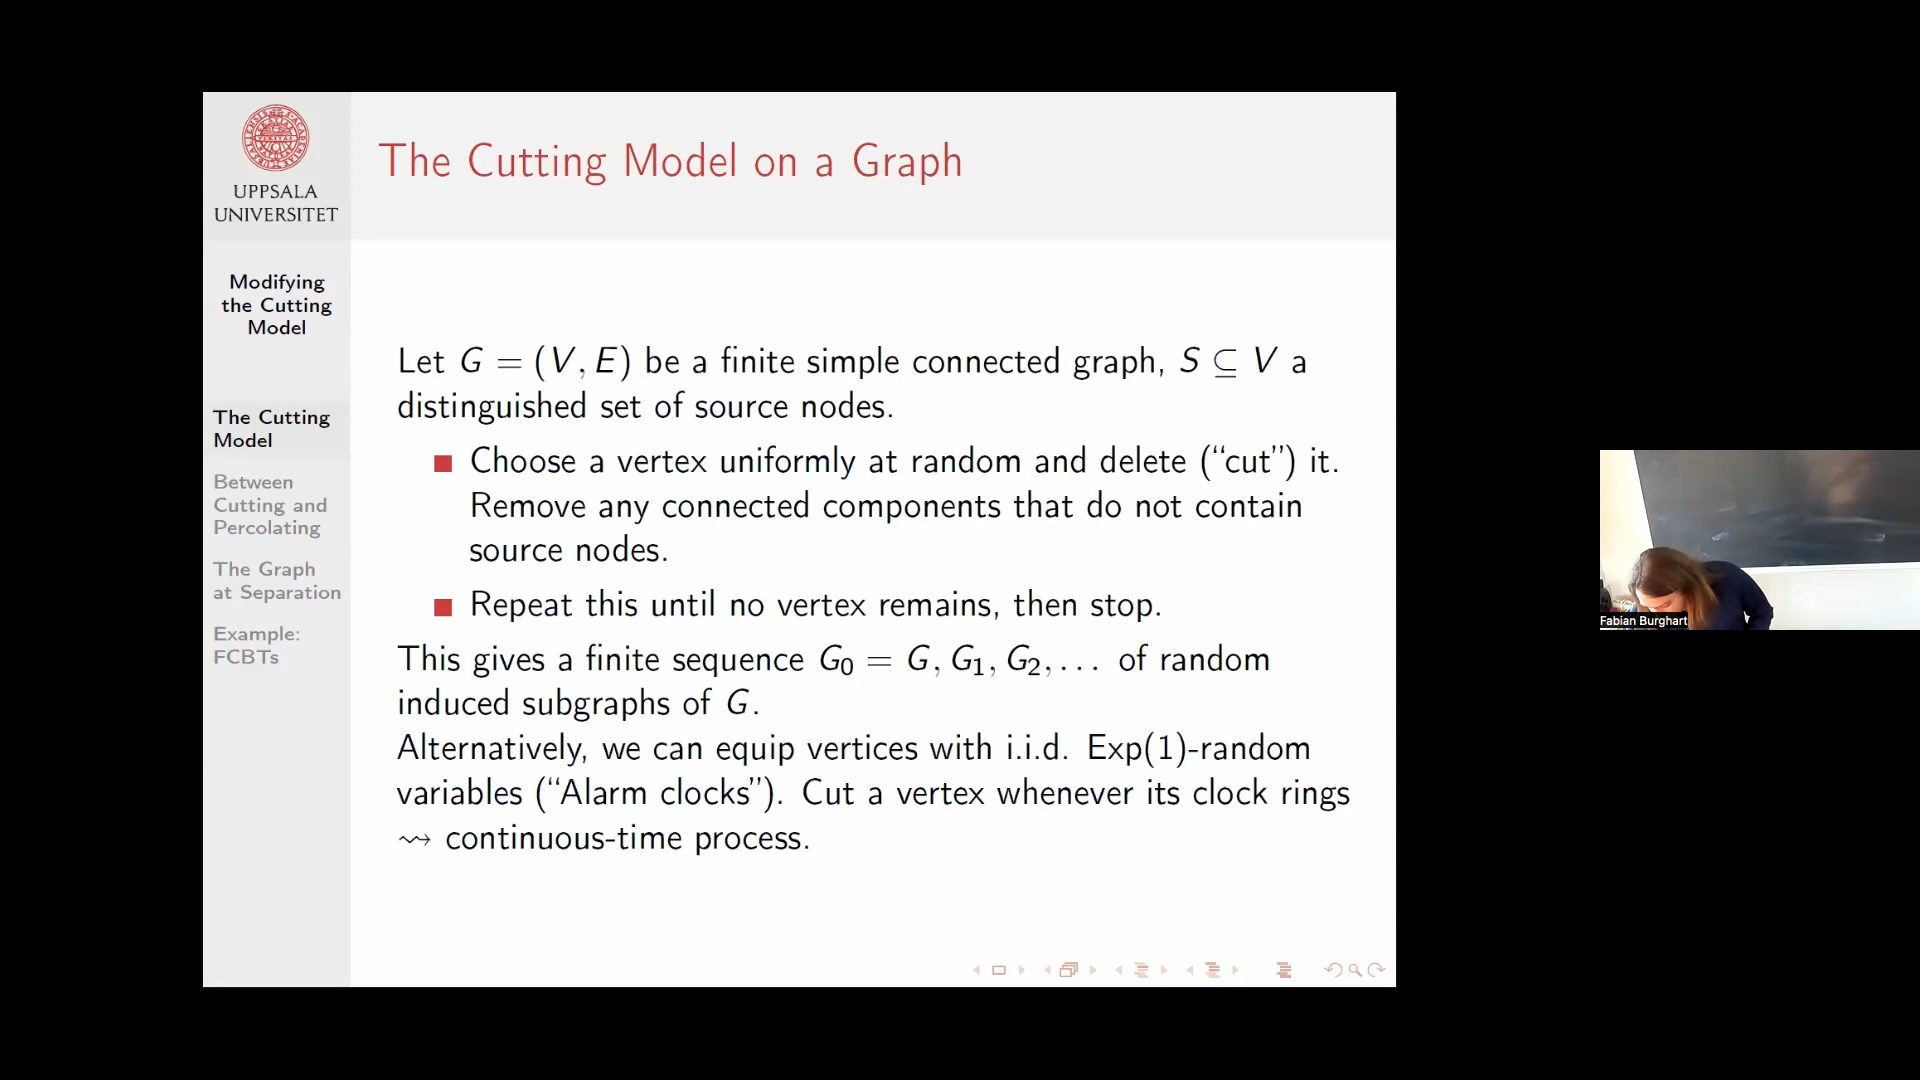 UPPSALA
UNIVERSITET
Modifying
the Cutting
Model
The Cutting
Model
Between
Cutting and
Percolating
The Graph
at Separation
Example:
FCBTs
The Cutting Model on a Graph
Let G = (V, E) be a finite simple connected graph, S ⊆ V a
distinguished set of source nodes.
Choose a vertex uniformly at random and delete (“cut”) it.
Remove any connected components that do not contain
source nodes.
Repeat this until no vertex remains, then stop.
This gives a finite sequence G₀ = G, G₁, G₂, . . . of random
induced subgraphs of G.
Alternatively, we can equip vertices with i.i.d. Exp(1)-random
variables (“Alarm clocks”). Cut a vertex whenever its clock rings
⇝ continuous-time process.
Fabian Burghart